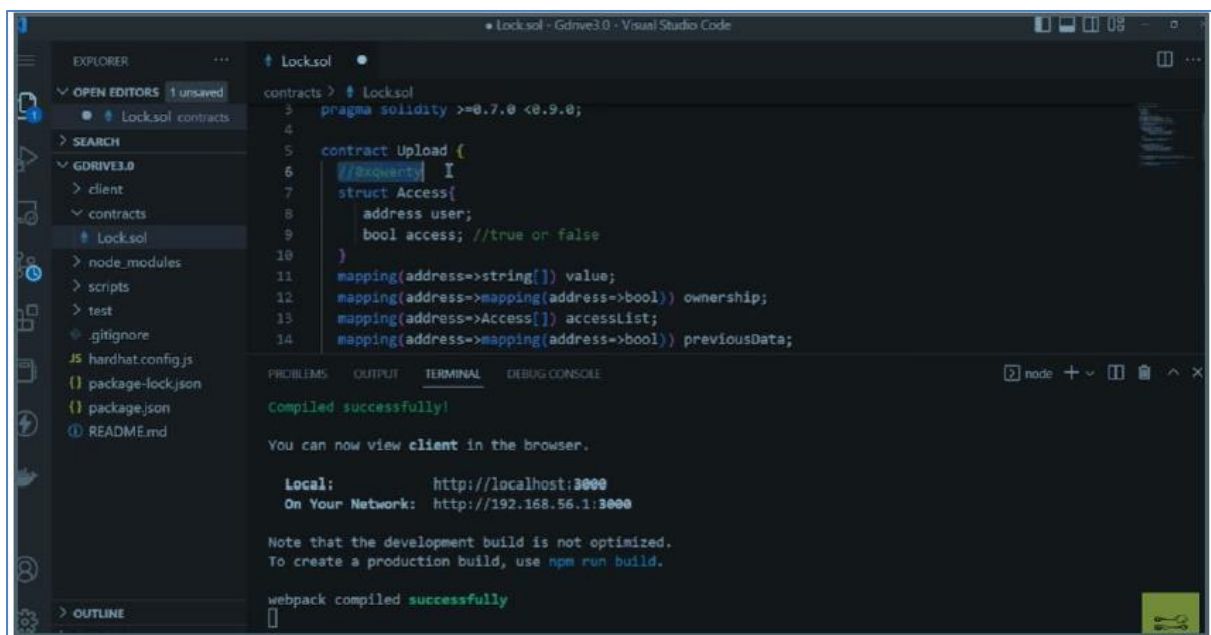 Lock.sol - Gdrive3.0 - Visual Studio Code
EXPLORER
OPEN EDITORS 1 unsaved
Lock.sol contracts
SEARCH
GDRIVE3.0
client
contracts
Lock.sol
node_modules
scripts
test
.gitignore
JS hardhat.config.js
{} package-lock.json
{} package.json
README.md
OUTLINE
Lock.sol
contracts > Lock.sol
3 pragma solidity >=0.7.0 <0.9.0;
4
5 contract Upload {
6 //0xqwerty
7 struct Access{
8 address user;
9 bool access; //true or false
10 }
11 mapping(address=>string[]) value;
12 mapping(address=>mapping(address=>bool)) ownership;
13 mapping(address=>Access[]) accessList;
14 mapping(address=>mapping(address=>bool)) previousData;
PROBLEMS OUTPUT TERMINAL DEBUG CONSOLE
node
Compiled successfully!
You can now view client in the browser.
Local: http://localhost:3000
On Your Network: http://192.168.56.1:3000
Note that the development build is not optimized.
To create a production build, use npm run build.
webpack compiled successfully